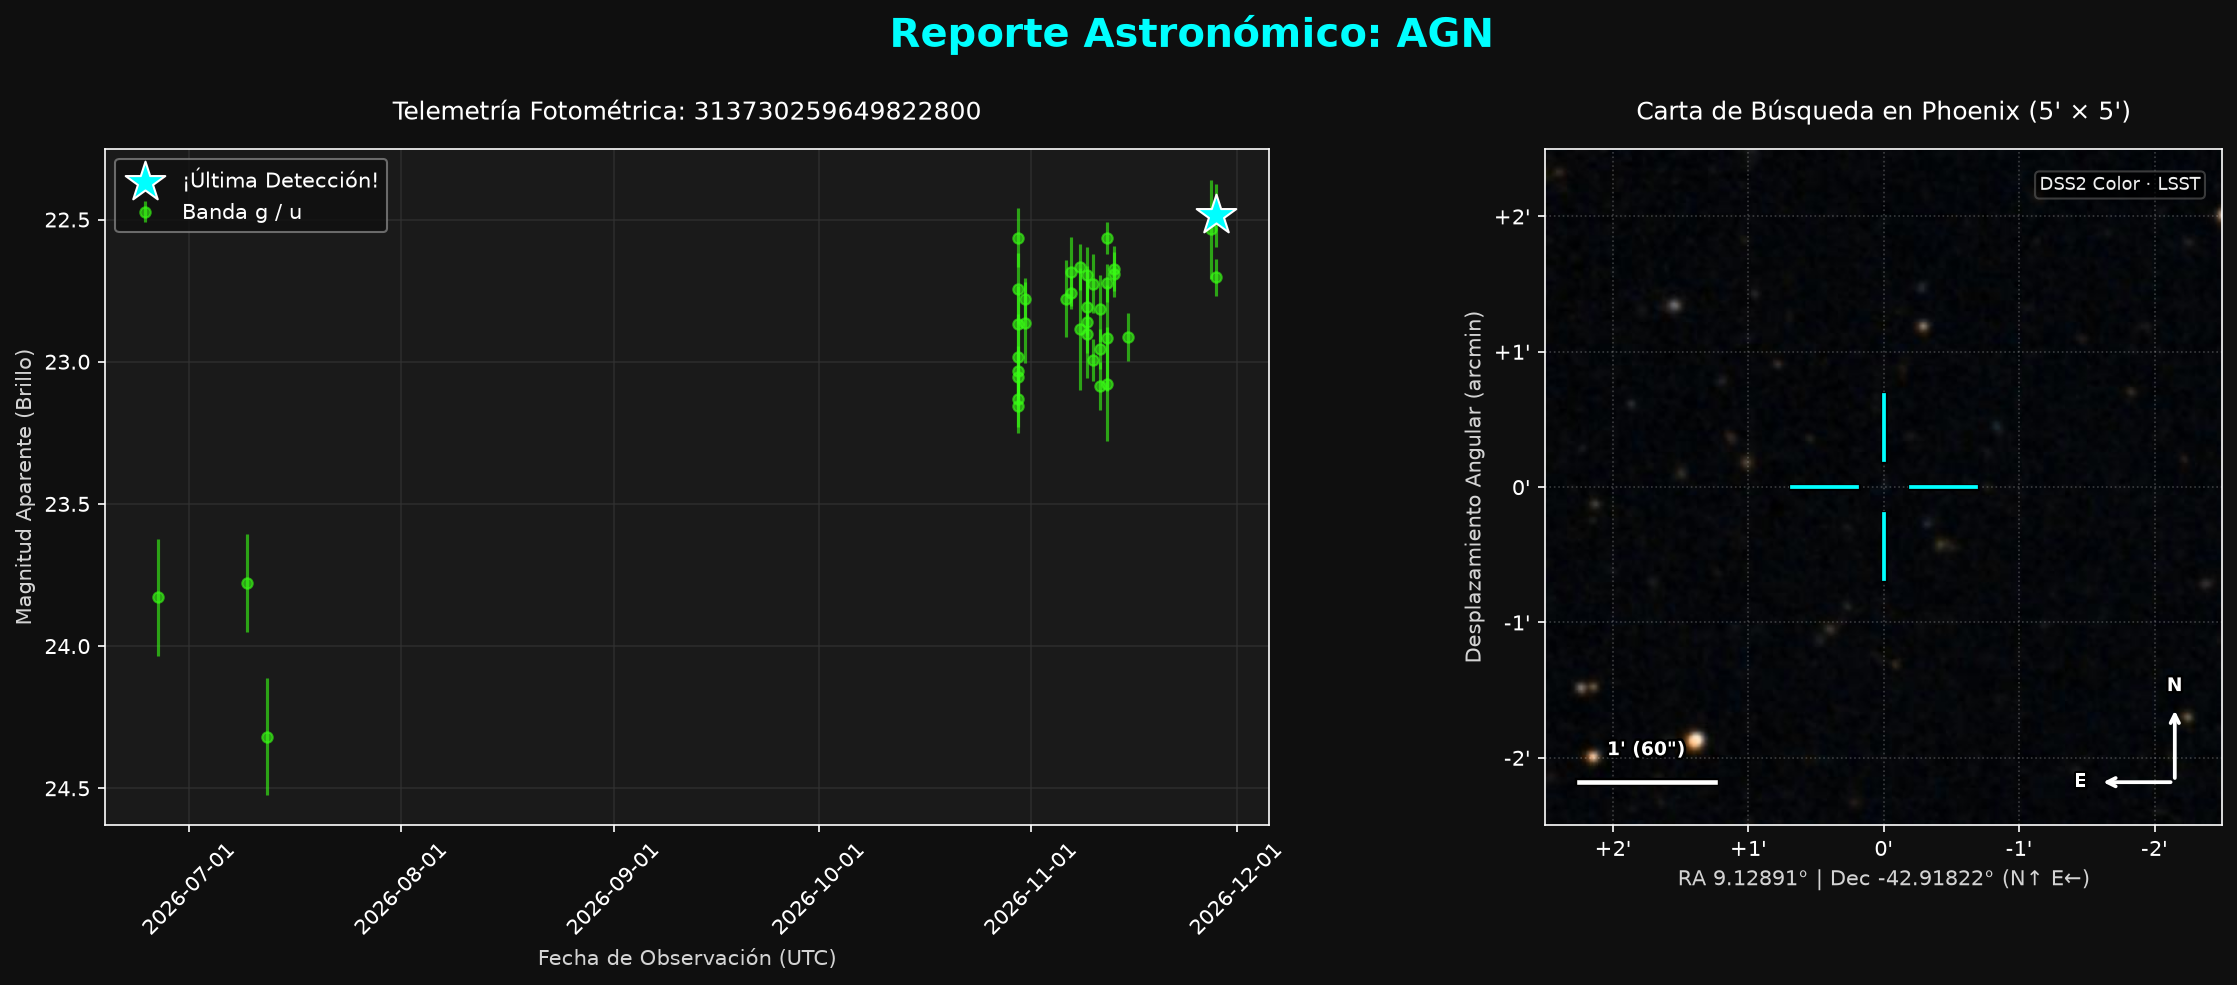 Reporte Astronómico: AGN
Telemetría Fotométrica: 313730259649822800
¡Última Detección!
Banda g / u
22.5
23.0
23.5
24.0
24.5
Magnitud Aparente (Brillo)
2026-07-01
2026-08-01
2026-09-01
2026-10-01
2026-11-01
2026-12-01
Fecha de Observación (UTC)
Carta de Búsqueda en Phoenix (5' × 5')
DSS2 Color · LSST
+2'
+1'
0'
-1'
-2'
Desplazamiento Angular (arcmin)
N
E
1' (60")
+2'
+1'
0'
-1'
-2'
RA 9.12891° | Dec -42.91822° (N↑ E←)